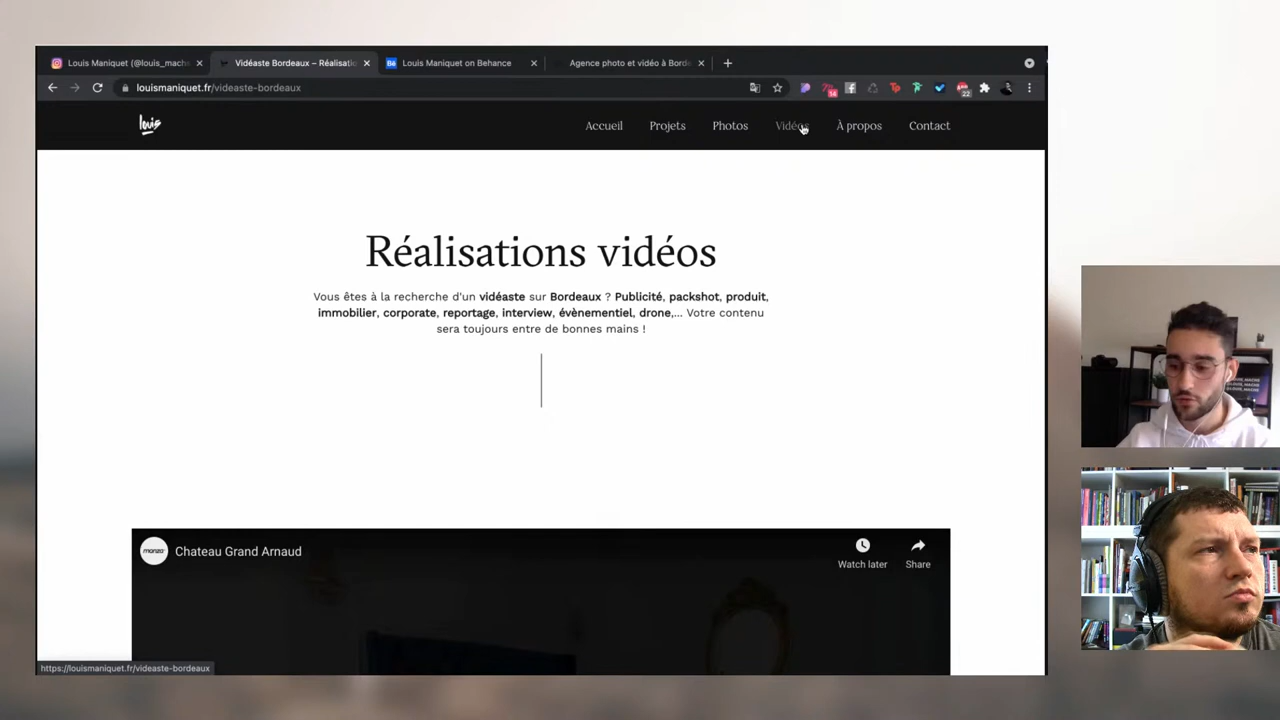 Louis Maniquet (@louis_mach
Vidéaste Bordeaux – Réalisatio
Louis Maniquet on Behance
Agence photo et vidéo à Borde
louismaniquet.fr/videaste-bordeaux
14
22
louis
Accueil
Projets
Photos
Vidéos
À propos
Contact
Réalisations vidéos
Vous êtes à la recherche d'un vidéaste sur Bordeaux ? Publicité, packshot, produit,
immobilier, corporate, reportage, interview, évènementiel, drone,... Votre contenu
sera toujours entre de bonnes mains !
Chateau Grand Arnaud
Watch later
Share
https://louismaniquet.fr/videaste-bordeaux